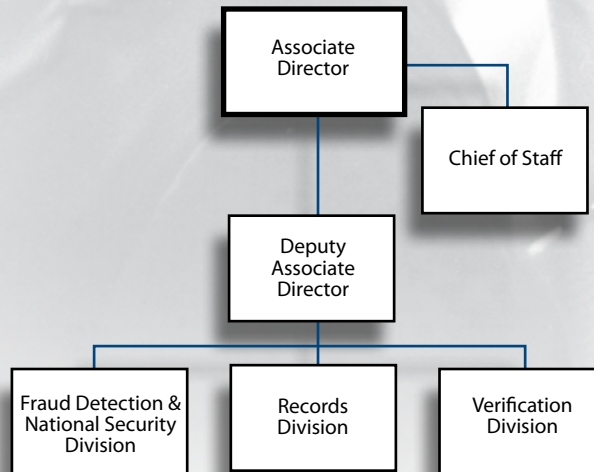 Associate
Director
Chief of Staff
Deputy
Associate
Director
Fraud Detection &
National Security
Division
Records
Division
Verification
Division